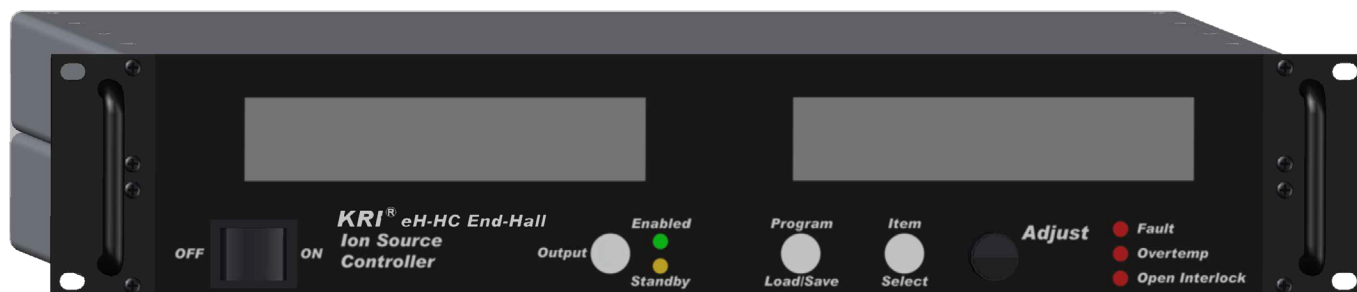 KRI® eH-HC End-Hall
Ion Source
Controller
OFF
ON
Output
Enabled
Standby
Program
Load/Save
Item
Select
Adjust
Fault
Overtemp
Open Interlock